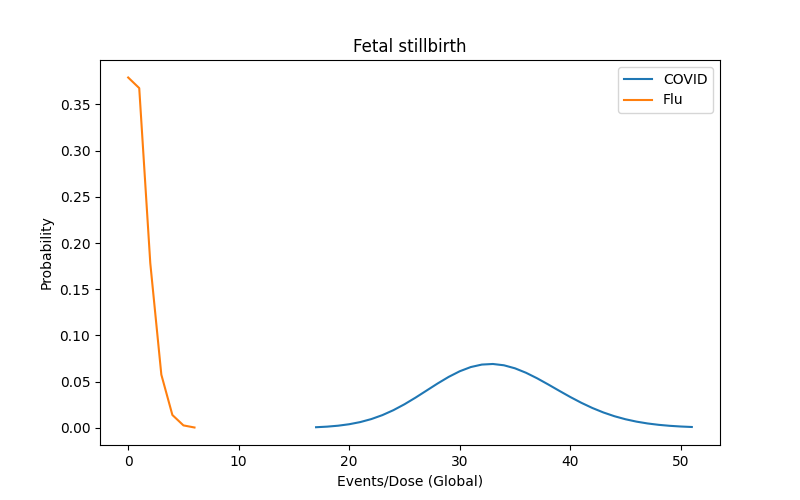 Fetal stillbirth
COVID
Flu
Probability
0.35
0.30
0.25
0.20
0.15
0.10
0.05
0.00
0 10 20 30 40 50
Events/Dose (Global)